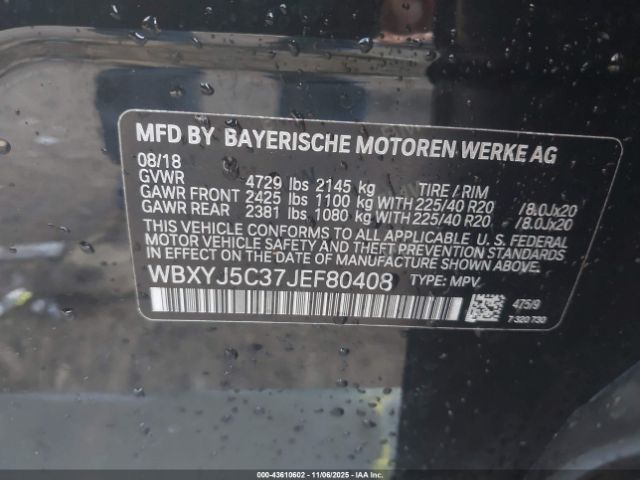 MFD BY BAYERISCHE MOTOREN WERKE AG
08/18
GVWR 4729 lbs 2145 kg TIRE / RIM
GAWR FRONT 2425 lbs 1100 kg WITH 225/40 R20 /8.0Jx20
GAWR REAR 2381 lbs 1080 kg WITH 225/40 R20 /8.0Jx20
THIS VEHICLE CONFORMS TO ALL APPLICABLE U. S. FEDERAL
MOTOR VEHICLE SAFETY, BUMPER, AND THEFT PREVENTION STANDARDS
IN EFFECT ON THE DATE OF MANUFACTURE SHOWN ABOVE.
WBXYJ5C37JEF80408 TYPE: MPV
475/9
7 320 730
000-43610602 - 11/06/2025 - IAAI.COM